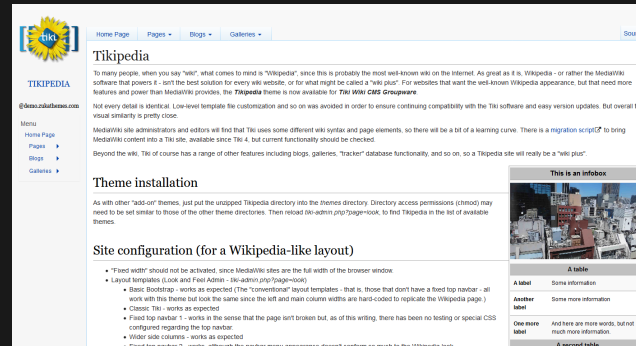 tiki
TIKIPEDIA
@demo.zukathemes.com
Menu
Home Page
Pages
Blogs
Galleries
Home Page Pages Blogs Galleries
Sour
Tikipedia
To many people, when you say "wiki", what comes to mind is "Wikipedia", since this is probably the most well-known wiki on the Internet. As great as it is, Wikipedia - or rather the MediaWiki
software that powers it - isn't the best solution for every wiki website, or for what might be called a "wiki plus". For websites that want the well-known Wikipedia appearance, but that need more
features and power than MediaWiki provides, the Tikipedia theme is now available for Tiki Wiki CMS Groupware.
Not every detail is identical. Low-level template file customization and so on was avoided in order to ensure continuing compatibility with the Tiki software and easy version updates. But overall t
visual similarity is pretty close.
MediaWiki site administrators and editors will find that Tiki uses some different wiki syntax and page elements, so there will be a bit of a learning curve. There is a migration script to bring
MediaWiki content into a Tiki site, available since Tiki 4, but current functionality should be checked.
Beyond the wiki, Tiki of course has a range of other features including blogs, galleries, "tracker" database functionality, and so on, so a Tikipedia site will really be a "wiki plus".
Theme installation
As with other "add-on" themes, just put the unzipped Tikipedia directory into the themes directory. Directory access permissions (chmod) may
need to be set similar to those of the other theme directories. Then reload tiki-admin.php?page=look, to find Tikipedia in the list of available
themes.
Site configuration (for a Wikipedia-like layout)
"Fixed width" should not be activated, since MediaWiki sites are the full width of the browser window.
Layout templates (Look and Feel Admin - tiki-admin.php?page=look)
Basic Bootstrap - works as expected (The "conventional" layout templates - that is, those that don't have a fixed top navbar - all
work with this theme but look the same since the left and main column widths are hard-coded to replicate the Wikipedia page.)
Classic Tiki - works as expected
Fixed top navbar 1 - works in the sense that the page isn't broken but, as of this writing, there has been no testing or special CSS
configured regarding the top navbar.
Wider side columns - works as expected
This is an infobox
A table
A label Some information
Another label Some more information
One more label And here are more words, but not much more information.
A second table